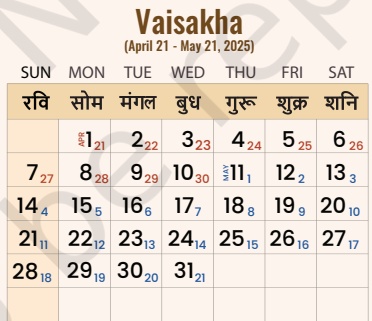 Vaisakha
(April 21 - May 21, 2025)
SUN MON TUE WED THU FRI SAT
रवि सोम मंगल बुध गुरू शुक्र शनि
APR 1 21 2 22 3 23 4 24 5 25 6 26
7 27 8 28 9 29 10 30 MAY 11 1 12 2 13 3
14 4 15 5 16 6 17 7 18 8 19 9 20 10
21 11 22 12 23 13 24 14 25 15 26 16 27 17
28 18 29 19 30 20 31 21